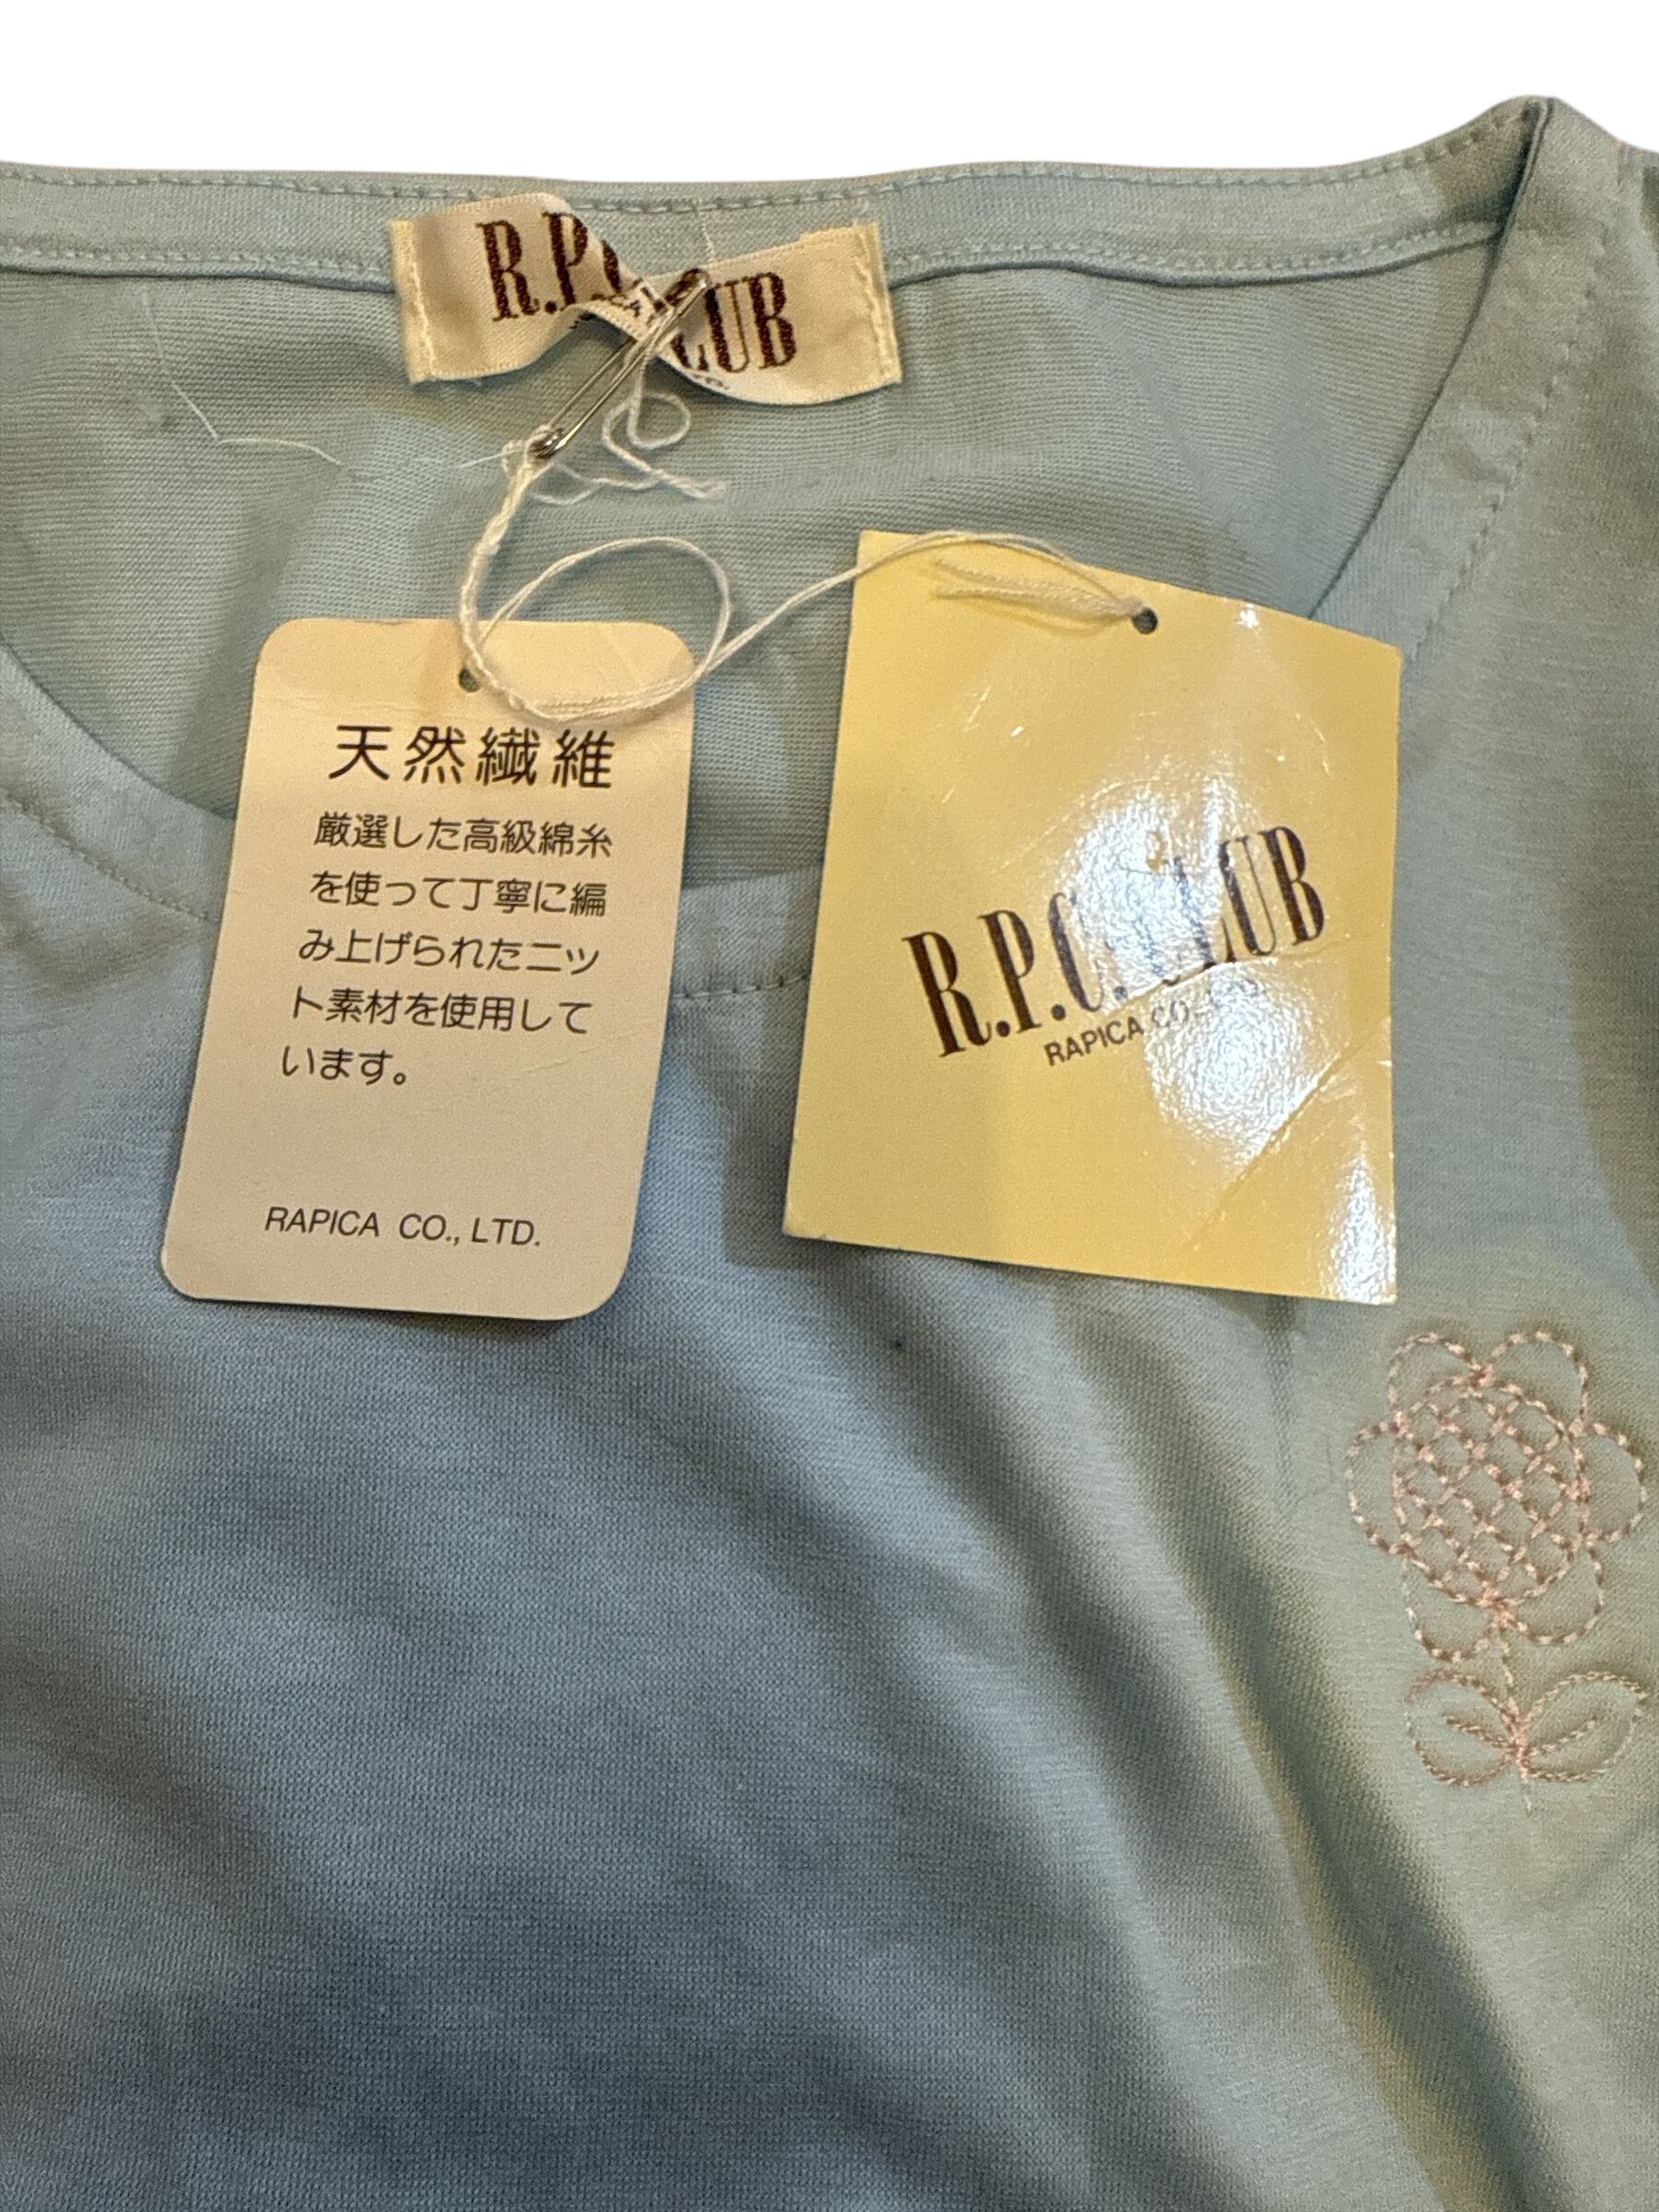 R.P.C. CLUB
天然繊維
厳選した高級綿糸
を使って丁寧に編
み上げられたニッ
ト素材を使用して
います。
RAPICA CO., LTD.
R.P.C. CLUB
RAPICA CO.